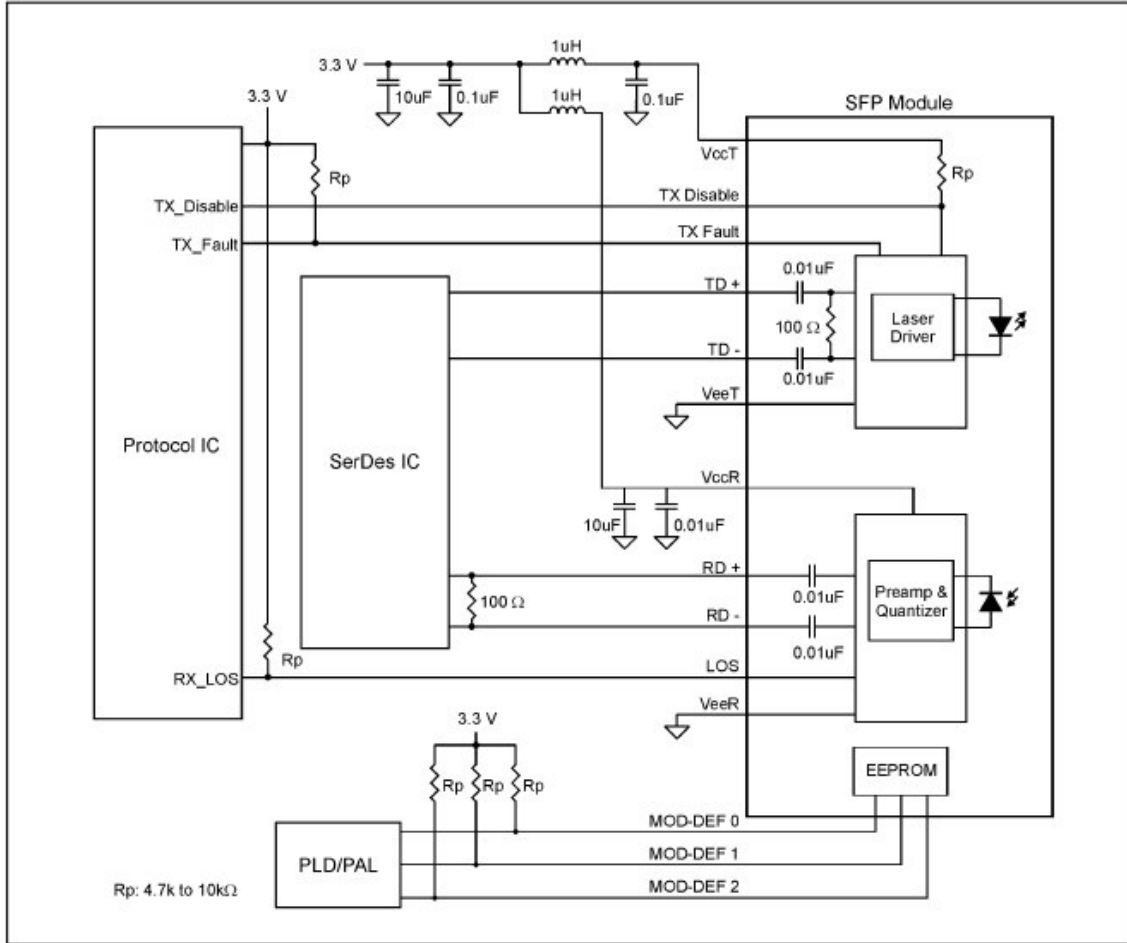 1uH
3.3 V
10uF
0.1uF
1uH
0.1uF
SFP Module
3.3 V
VccT
Rp
Rp
TX_Disable
TX Disable
TX_Fault
TX Fault
0.01uF
TD +
100 Ω
Laser
Driver
TD -
0.01uF
VeeT
Protocol IC
SerDes IC
VccR
10uF
0.01uF
RD +
0.01uF
Preamp &
Quantizer
100 Ω
RD -
0.01uF
Rp
RX_LOS
LOS
VeeR
3.3 V
Rp
Rp
Rp
EEPROM
MOD-DEF 0
PLD/PAL
MOD-DEF 1
MOD-DEF 2
Rp: 4.7k to 10kΩ